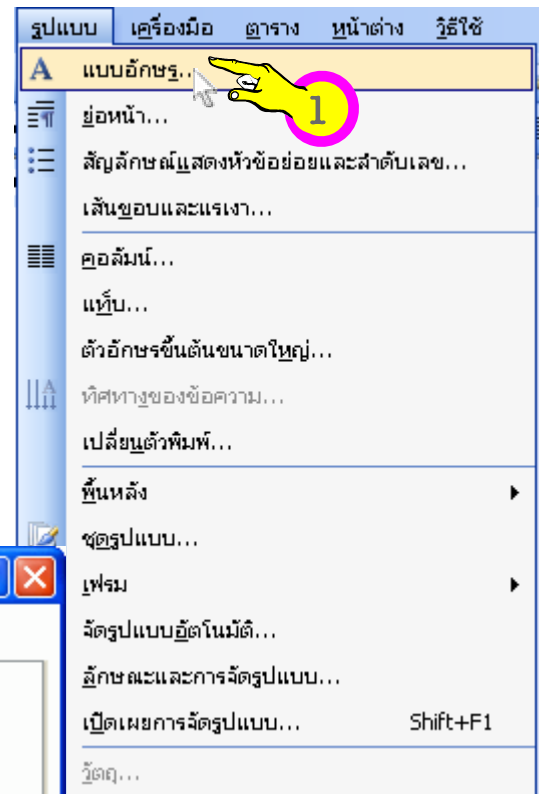 รูปแบบ เครื่องมือ ตาราง หน้าต่าง วิธีใช้
A แบบอักษร...
1
ย่อหน้า...
สัญลักษณ์แสดงหัวข้อย่อยและลำดับเลข...
เส้นขอบและแรเงา...
คอลัมน์...
แท็บ...
ตัวอักษรขึ้นต้นขนาดใหญ่...
ทิศทางของข้อความ...
เปลี่ยนตัวพิมพ์...
พื้นหลัง
ชุดรูปแบบ...
เฟรม
จัดรูปแบบอัตโนมัติ...
ลักษณะและการจัดรูปแบบ...
เปิดเผยการจัดรูปแบบ... Shift+F1
วัตถุ...